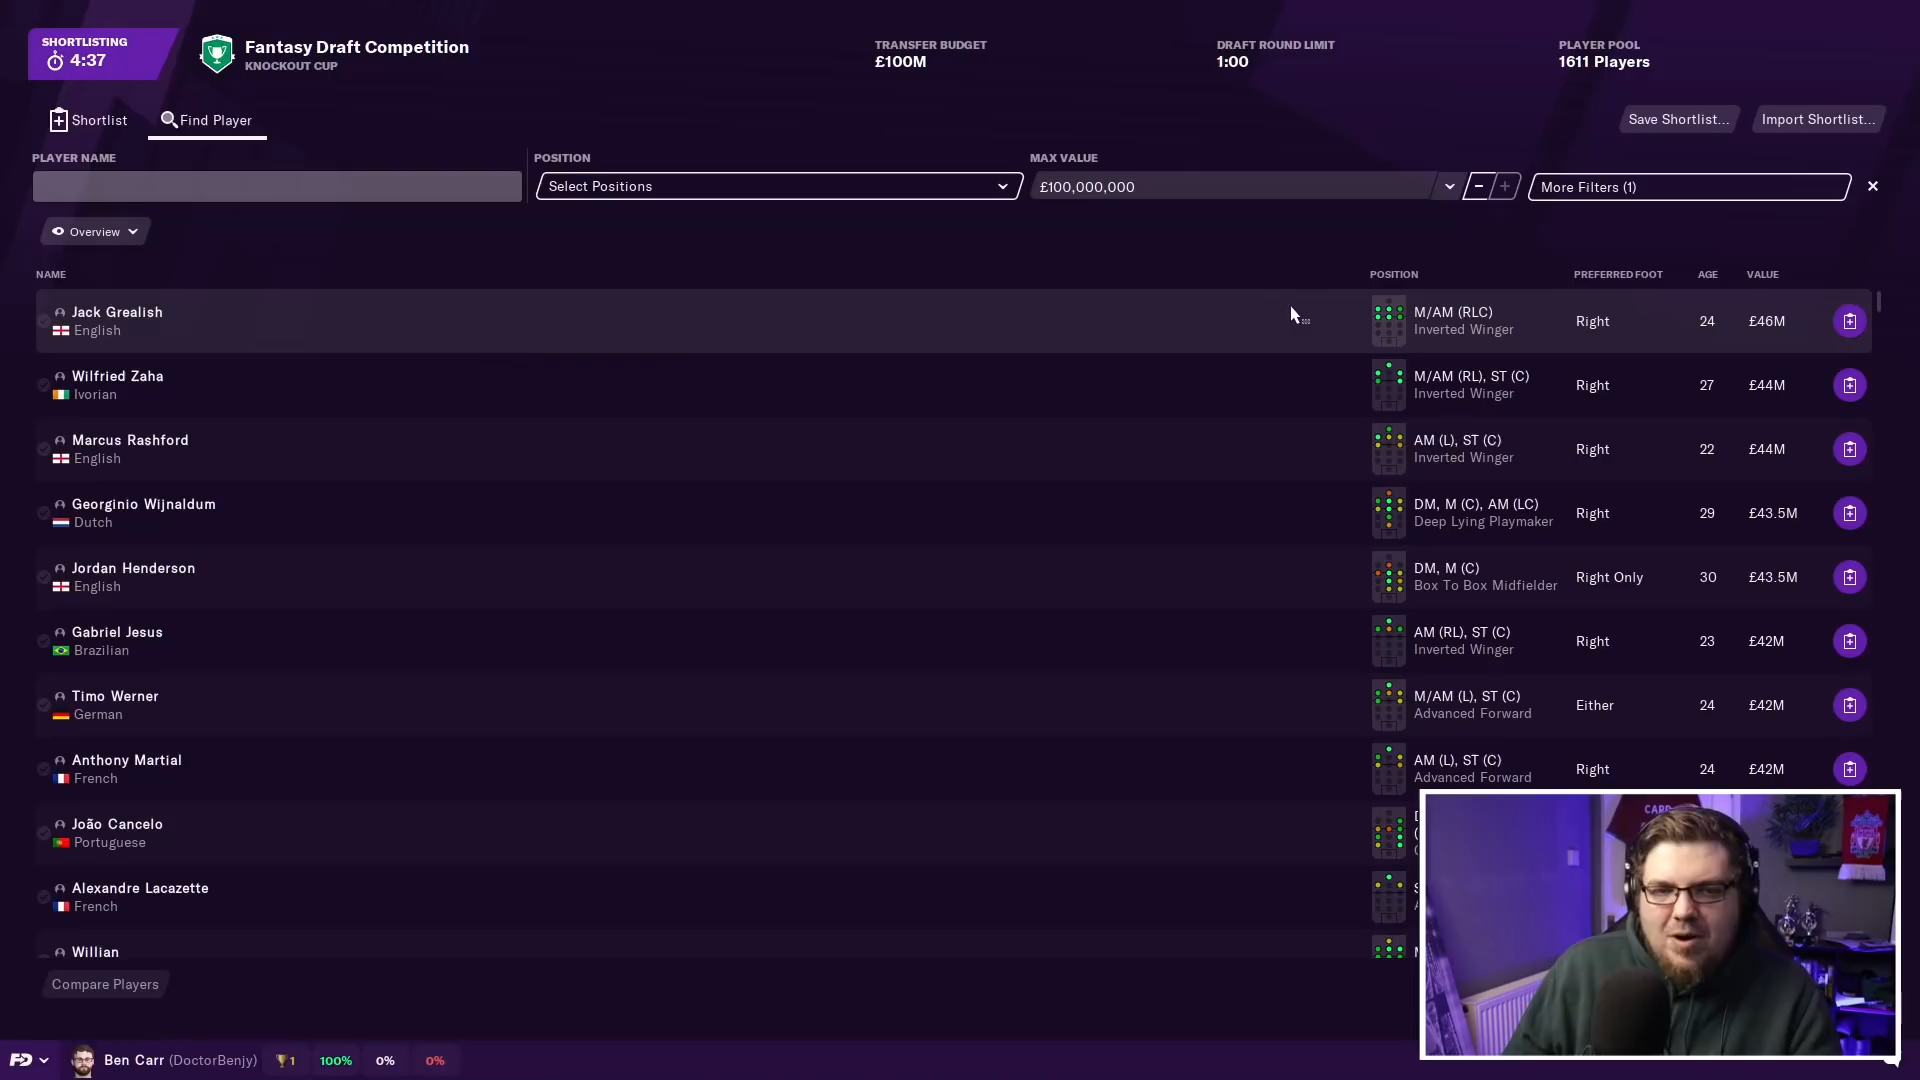 SHORTLISTING
4:37
Fantasy Draft Competition
KNOCKOUT CUP
TRANSFER BUDGET
£100M
DRAFT ROUND LIMIT
1:00
PLAYER POOL
1611 Players
Shortlist
Find Player
Save Shortlist...
Import Shortlist...
PLAYER NAME
POSITION
MAX VALUE
Select Positions
£100,000,000
More Filters (1)
Overview
NAME
POSITION
PREFERRED FOOT
AGE
VALUE
Jack Grealish
English
M/AM (RLC)
Inverted Winger
Right
24
£46M
Wilfried Zaha
Ivorian
M/AM (RL), ST (C)
Inverted Winger
Right
27
£44M
Marcus Rashford
English
AM (L), ST (C)
Inverted Winger
Right
22
£44M
Georginio Wijnaldum
Dutch
DM, M (C), AM (LC)
Deep Lying Playmaker
Right
29
£43.5M
Jordan Henderson
English
DM, M (C)
Box To Box Midfielder
Right Only
30
£43.5M
Gabriel Jesus
Brazilian
AM (RL), ST (C)
Inverted Winger
Right
23
£42M
Timo Werner
German
M/AM (L), ST (C)
Advanced Forward
Either
24
£42M
Anthony Martial
French
AM (L), ST (C)
Advanced Forward
Right
24
£42M
João Cancelo
Portuguese
Alexandre Lacazette
French
Willian
Compare Players
CARR
FD
Ben Carr (DoctorBenjy)
1
100%
0%
0%